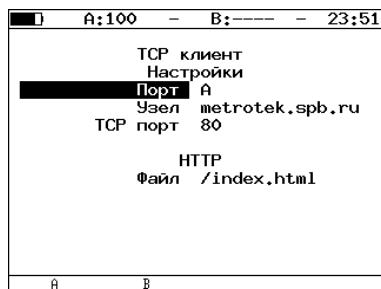 A:100 – B:---- – 23:51
TCP клиент
Настройки
Порт A
Узел metrotek.spb.ru
TCP порт 80
HTTP
Файл /index.html
A B